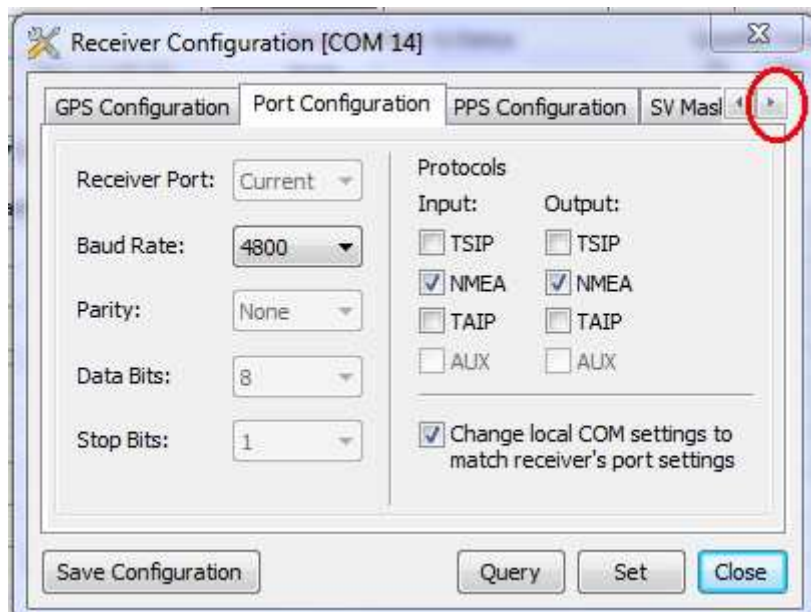 Receiver Configuration [COM 14]
GPS Configuration
Port Configuration
PPS Configuration
SV Masl
Receiver Port:
Current
Baud Rate:
4800
Parity:
None
Data Bits:
8
Stop Bits:
1
Protocols
Input:
Output:
TSIP
TSIP
NMEA
NMEA
TAIP
TAIP
AUX
AUX
Change local COM settings to
match receiver's port settings
Save Configuration
Query
Set
Close